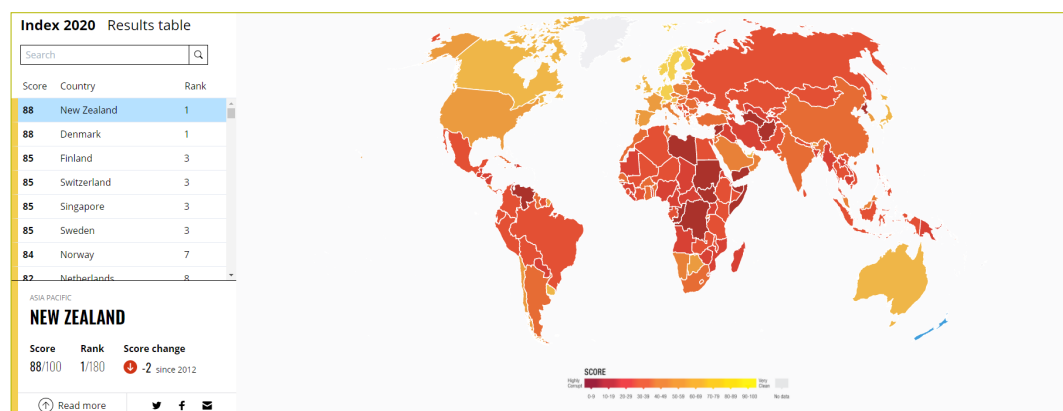 Index 2020 Results table
Search
Score Country Rank
88 New Zealand 1
88 Denmark 1
85 Finland 3
85 Switzerland 3
85 Singapore 3
85 Sweden 3
84 Norway 7
82 Netherlands 8
ASIA PACIFIC
NEW ZEALAND
Score Rank Score change
88/100 1/180 -2 since 2012
Read more
SCORE
Highly Corrupt
Very Clean
0-9 10-19 20-29 30-39 40-49 50-59 60-69 70-79 80-89 90-100 No data